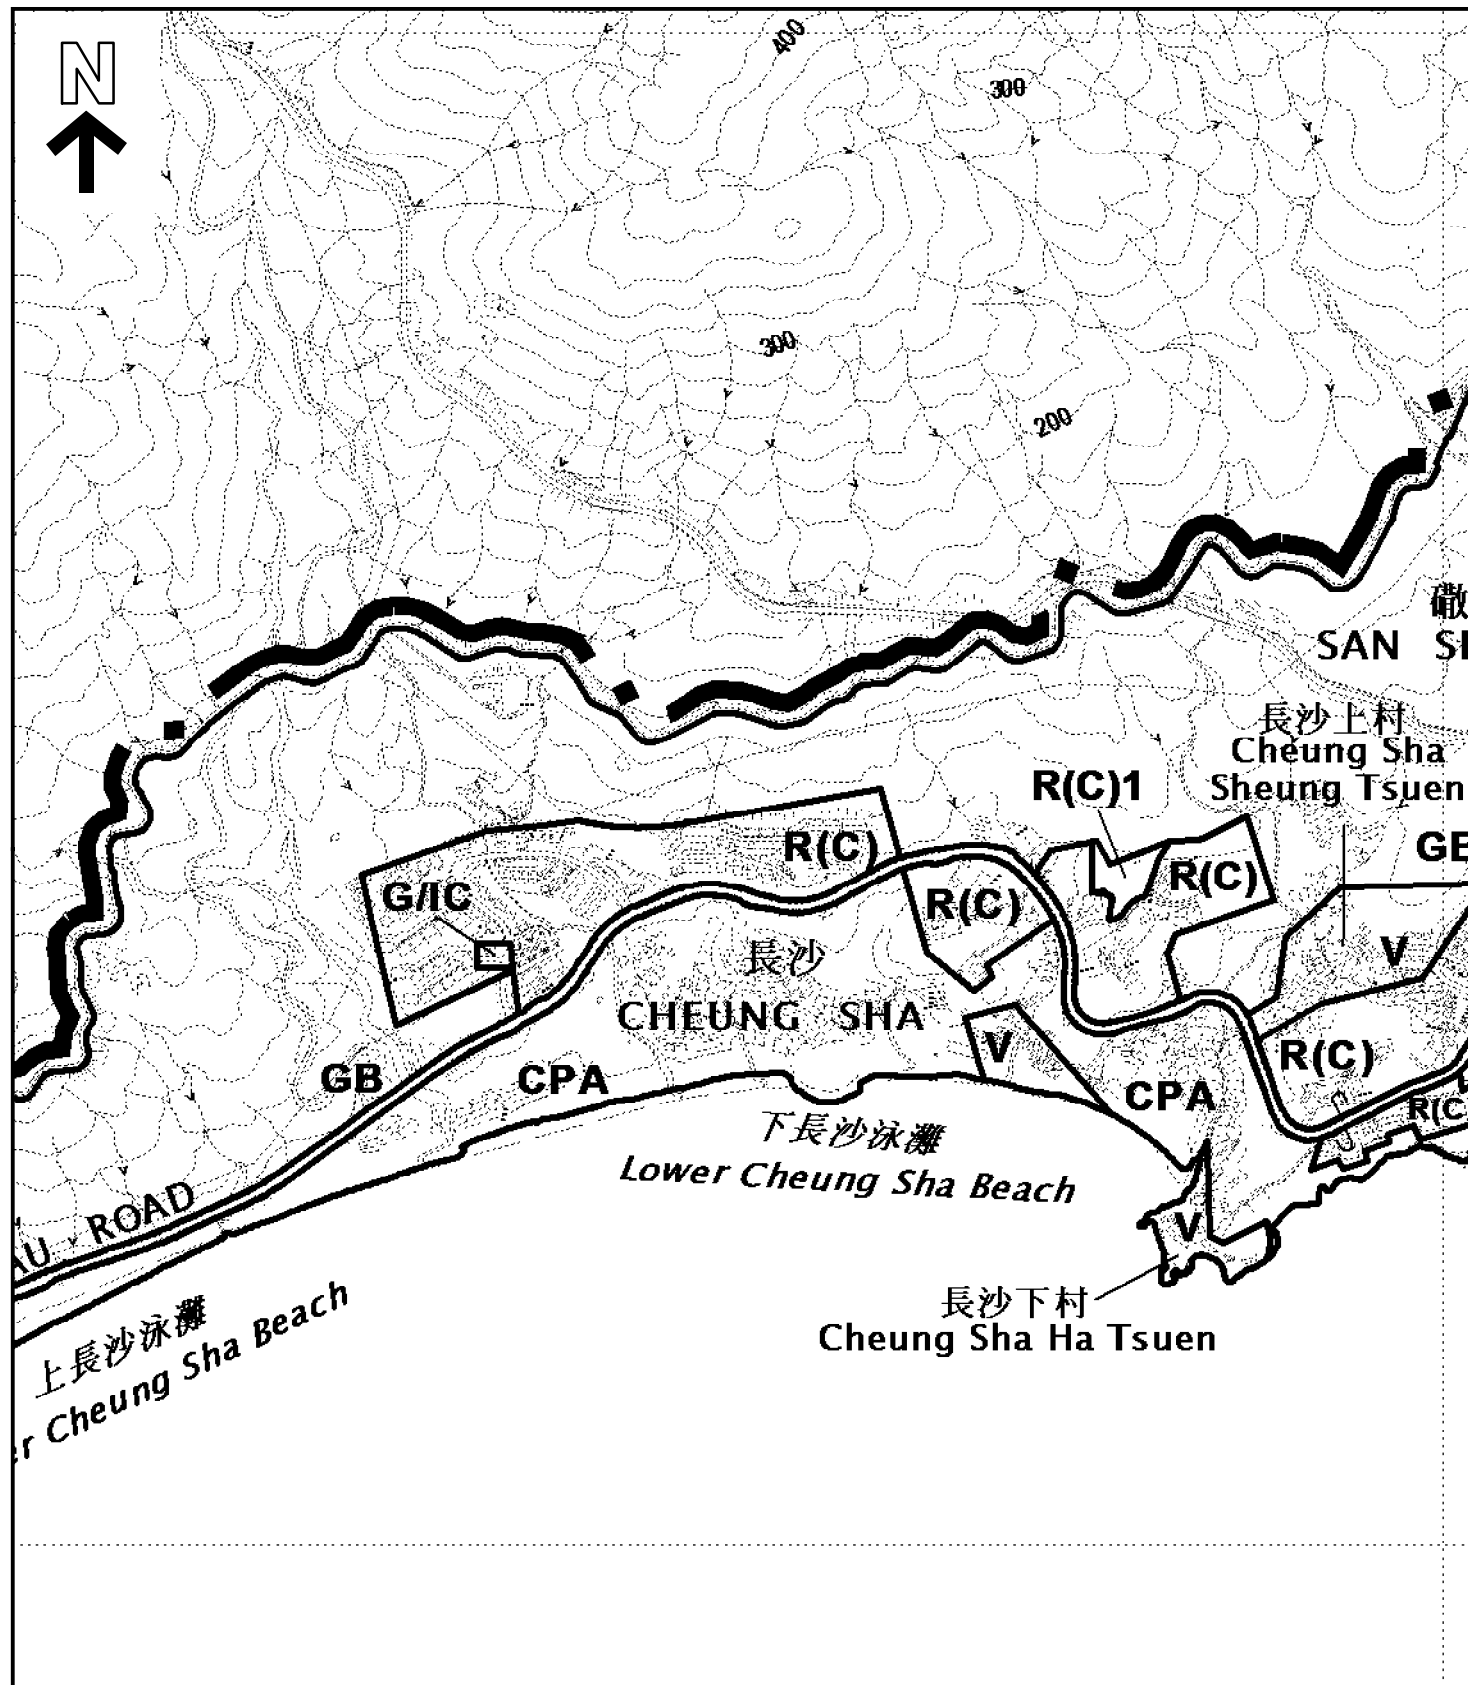 N
400
300
300
200
SAN
長沙上村
Cheung Sha
Sheung Tsuen
R(C)1
R(C)
R(C)
R(C)
G/IC
V
長沙
CHEUNG SHA
V
R(C)
GB
CPA
CPA
下長沙泳灘
Lower Cheung Sha Beach
ROAD
V
上長沙泳灘
Cheung Sha Beach
長沙下村
Cheung Sha Ha Tsuen